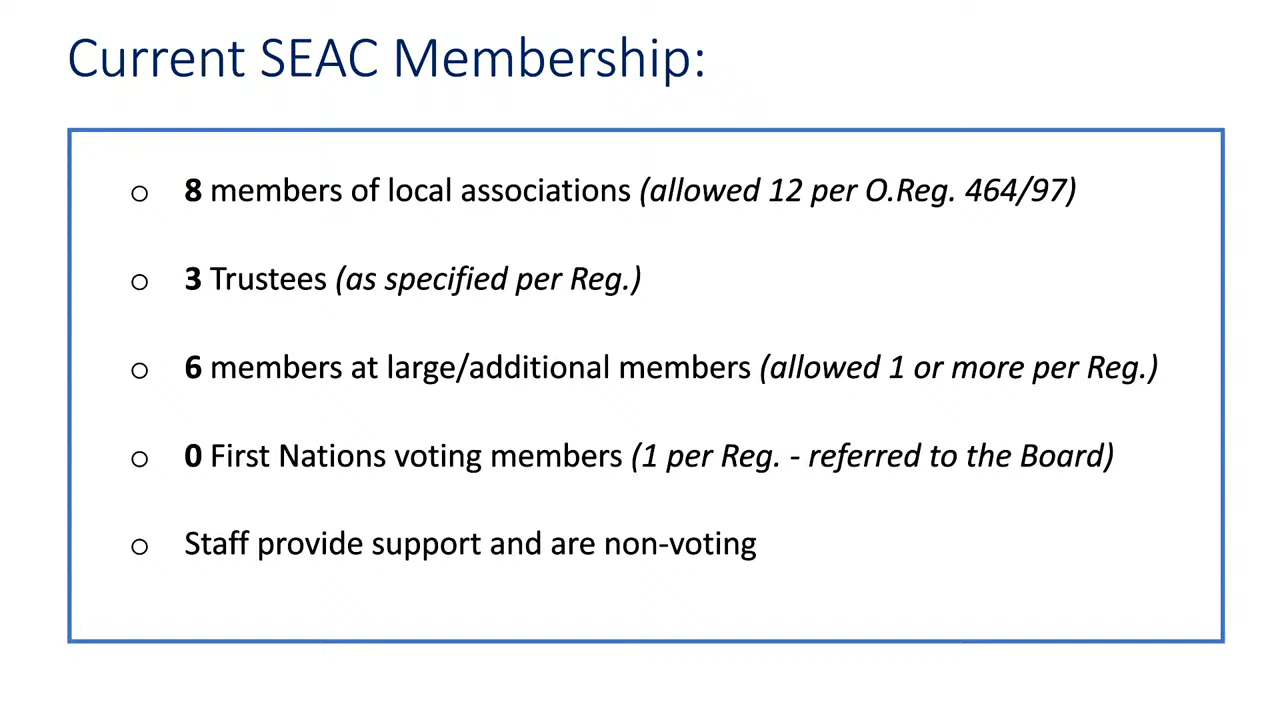 Current SEAC Membership:
o 8 members of local associations (allowed 12 per O.Reg. 464/97)
o 3 Trustees (as specified per Reg.)
o 6 members at large/additional members (allowed 1 or more per Reg.)
o 0 First Nations voting members (1 per Reg. - referred to the Board)
o Staff provide support and are non-voting